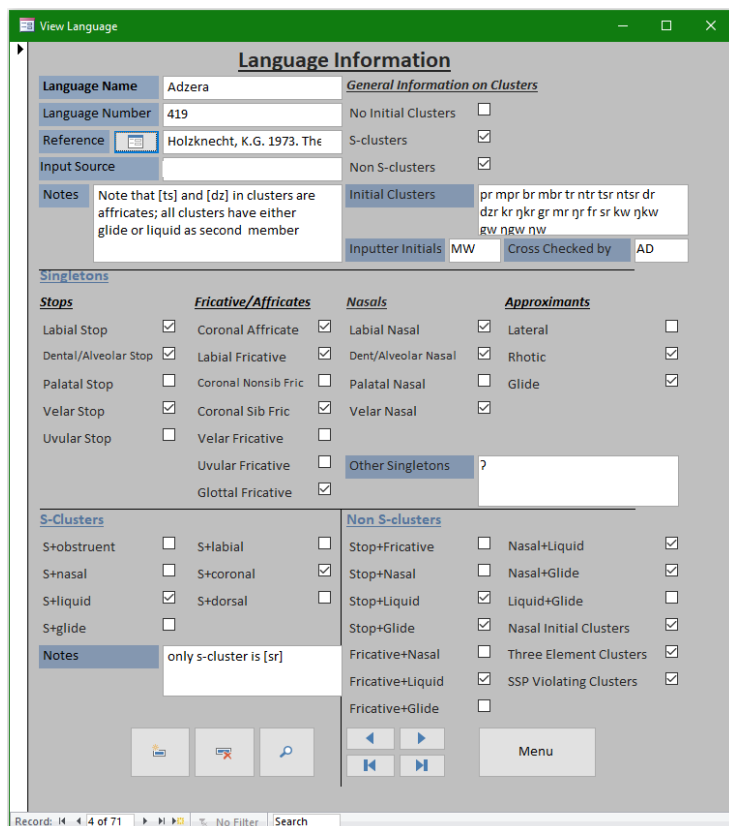 View Language
Language Information
Language Name Adzera
General Information on Clusters
Language Number 419
No Initial Clusters
Reference Holzknecht, K.G. 1973. The
S-clusters
Input Source
Non S-clusters
Notes Note that [ts] and [dz] in clusters are
affricates; all clusters have either
glide or liquid as second member
Initial Clusters pr mpr br mbr tr ntr tsr ntsr dr
dzr kr ŋkr gr mr ŋr fr sr kw ŋkw
gw ŋgw ŋw
Inputter Initials MW Cross Checked by AD
Singletons
Stops Fricative/Affricates Nasals Approximants
Labial Stop Coronal Affricate Labial Nasal Lateral
Dental/Alveolar Stop Labial Fricative Dent/Alveolar Nasal Rhotic
Palatal Stop Coronal Nonsib Fric Palatal Nasal Glide
Velar Stop Coronal Sib Fric Velar Nasal
Uvular Stop Velar Fricative
Uvular Fricative Other Singletons ʔ
Glottal Fricative
S-Clusters Non S-clusters
S+obstruent S+labial Stop+Fricative Nasal+Liquid
S+nasal S+coronal Stop+Nasal Nasal+Glide
S+liquid S+dorsal Stop+Liquid Liquid+Glide
S+glide Stop+Glide Nasal Initial Clusters
Notes only s-cluster is [sr] Fricative+Nasal Three Element Clusters
Fricative+Liquid SSP Violating Clusters
Fricative+Glide
Menu
Record: 4 of 71 No Filter Search